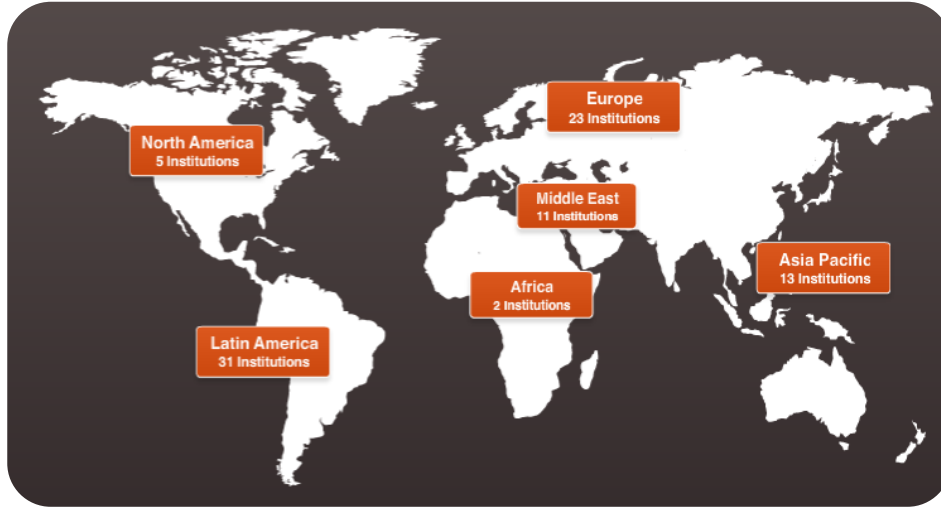 Europe
23 Institutions
North America
5 Institutions
Middle East
11 Institutions
Asia Pacific
13 Institutions
Africa
2 Institutions
Latin America
31 Institutions